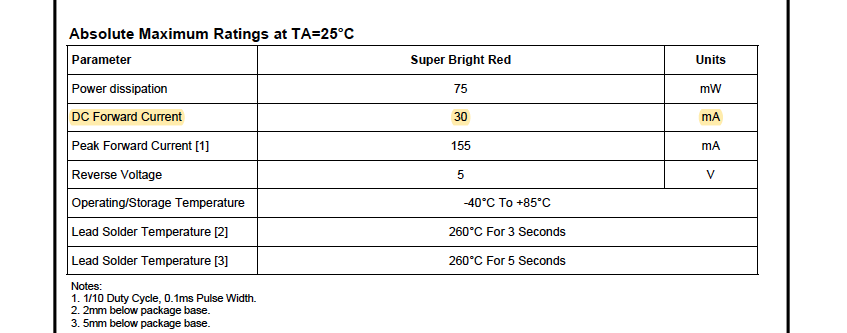 Absolute Maximum Ratings at TA=25°C
Parameter Super Bright Red Units
Power dissipation 75 mW
DC Forward Current 30 mA
Peak Forward Current [1] 155 mA
Reverse Voltage 5 V
Operating/Storage Temperature -40°C To +85°C
Lead Solder Temperature [2] 260°C For 3 Seconds
Lead Solder Temperature [3] 260°C For 5 Seconds
Notes:
1. 1/10 Duty Cycle, 0.1ms Pulse Width.
2. 2mm below package base.
3. 5mm below package base.